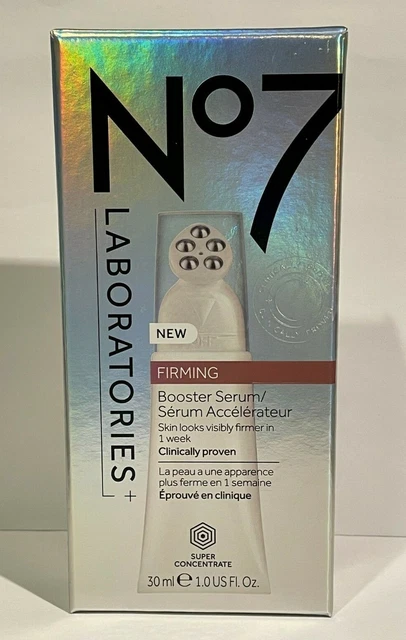 No7
LABORATORIES
NEW
FIRMING
Booster Serum/
Sérum Accélérateur
Skin looks visibly firmer in
1 week
Clinically proven
La peau a une apparence
plus ferme en 1 semaine
Éprouvé en clinique
SUPER
CONCENTRATE
30 ml ℮ 1.0 US Fl. Oz.